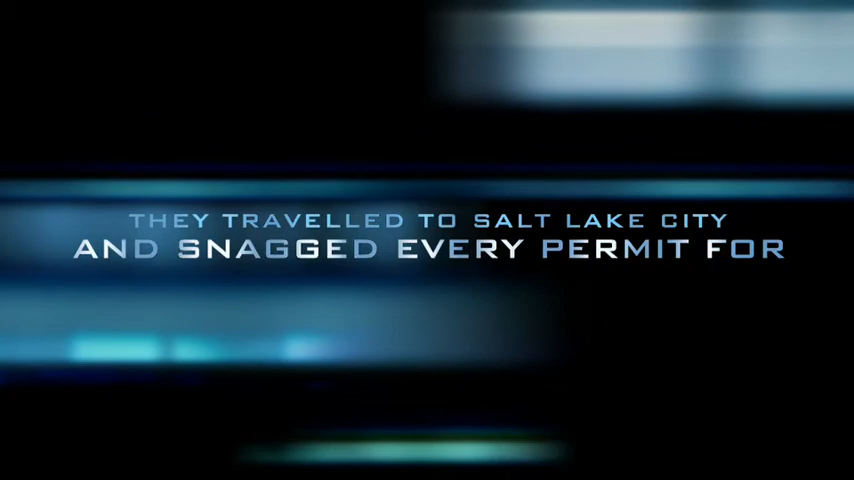 THEY TRAVELLED TO SALT LAKE CITY
AND SNAGGED EVERY PERMIT FOR